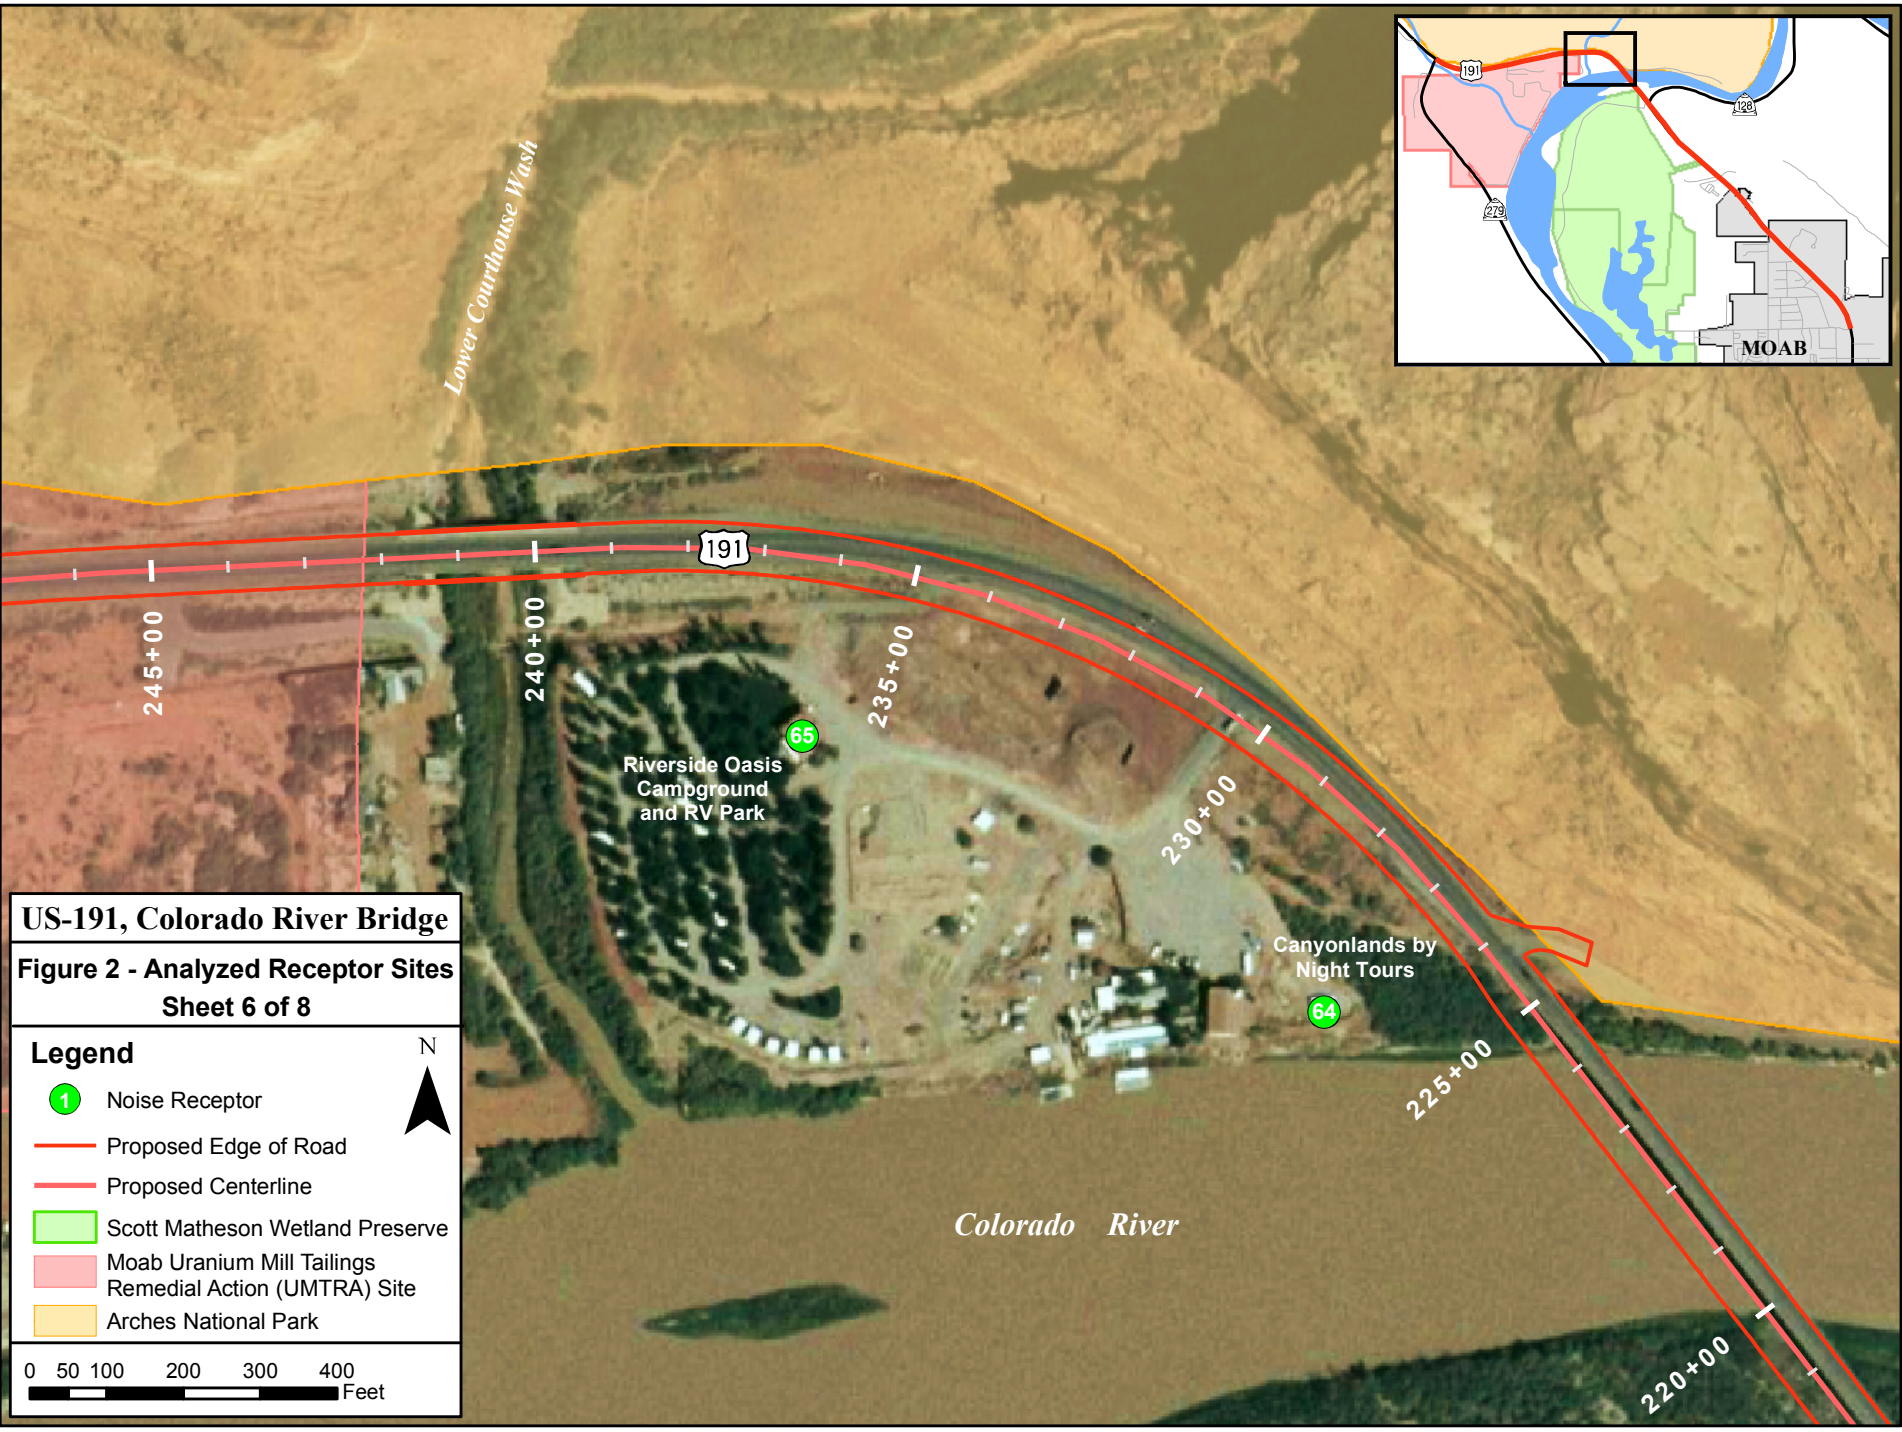 191
128
279
MOAB
Lower Courthouse Wash
191
245+00
240+00
235+00
230+00
225+00
220+00
65
Riverside Oasis
Campground
and RV Park
Canyonlands by
Night Tours
64
Colorado River
US-191, Colorado River Bridge
Figure 2 - Analyzed Receptor Sites
Sheet 6 of 8
Legend
N
1 Noise Receptor
Proposed Edge of Road
Proposed Centerline
Scott Matheson Wetland Preserve
Moab Uranium Mill Tailings
Remedial Action (UMTRA) Site
Arches National Park
0 50 100 200 300 400
Feet